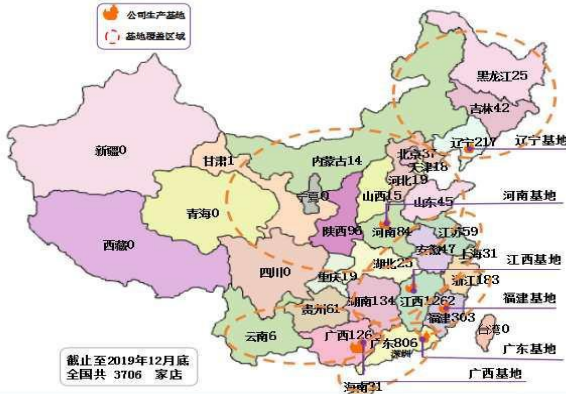 公司生产基地
基地覆盖区域
黑龙江25
吉林42
辽宁217
辽宁基地
新疆0
甘肃1
内蒙古14
北京37
天津18
河北19
山西15
山东45
宁夏0
青海0
河南基地
陕西96
河南84
江苏59
安徽47
上海31
西藏0
四川0
重庆19
湖北25
浙江183
江西基地
湖南134
江西1262
福建303
福建基地
贵州61
云南6
广西126
广东806
深圳
台湾0
广东基地
海南31
广西基地
截止至2019年12月底
全国共 3706 家店